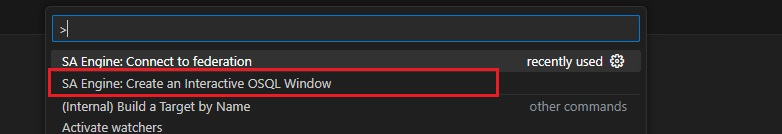 >
SA Engine: Connect to federation recently used
SA Engine: Create an Interactive OSQL Window
(Internal) Build a Target by Name other commands
Activate watchers